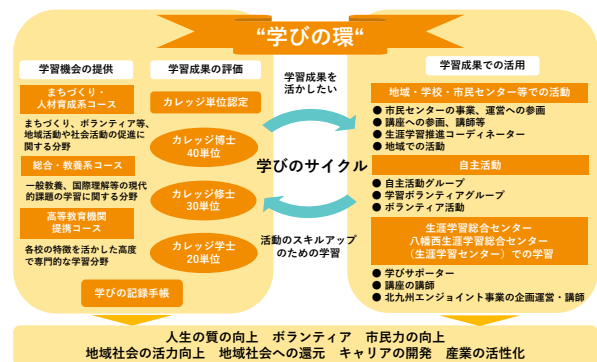 “学びの環“
学習機会の提供
まちづくり・
人材育成系コース
まちづくり、ボランティア等、
地域活動や社会活動の促進に
関する分野
総合・教養系コース
一般教養、国際理解等の現代
的課題の学習に関する分野
高等教育機関
提携コース
各校の特徴を活かした高度
で専門的な学習分野
学びの記録手帳
学習成果の評価
カレッジ単位認定
カレッジ博士
40単位
カレッジ修士
30単位
カレッジ学士
20単位
学習成果を
活かしたい
学びのサイクル
活動のスキルアップ
のための学習
学習成果での活用
地域・学校・市民センター等での活動
● 市民センターの事業、運営への参画
● 講座への参画、講師等
● 生涯学習推進コーディネーター
● 地域での活動
自主活動
● 自主活動グループ
● 学習ボランティアグループ
● ボランティア活動
生涯学習総合センター
八幡西生涯学習総合センター
（生涯学習センター）での学習
● 学びサポーター
● 講座の講師
● 北九州エンジョイント事業の企画運営・講師
人生の質の向上　ボランティア　市民力の向上
地域社会の活力向上　地域社会への還元　キャリアの開発　産業の活性化